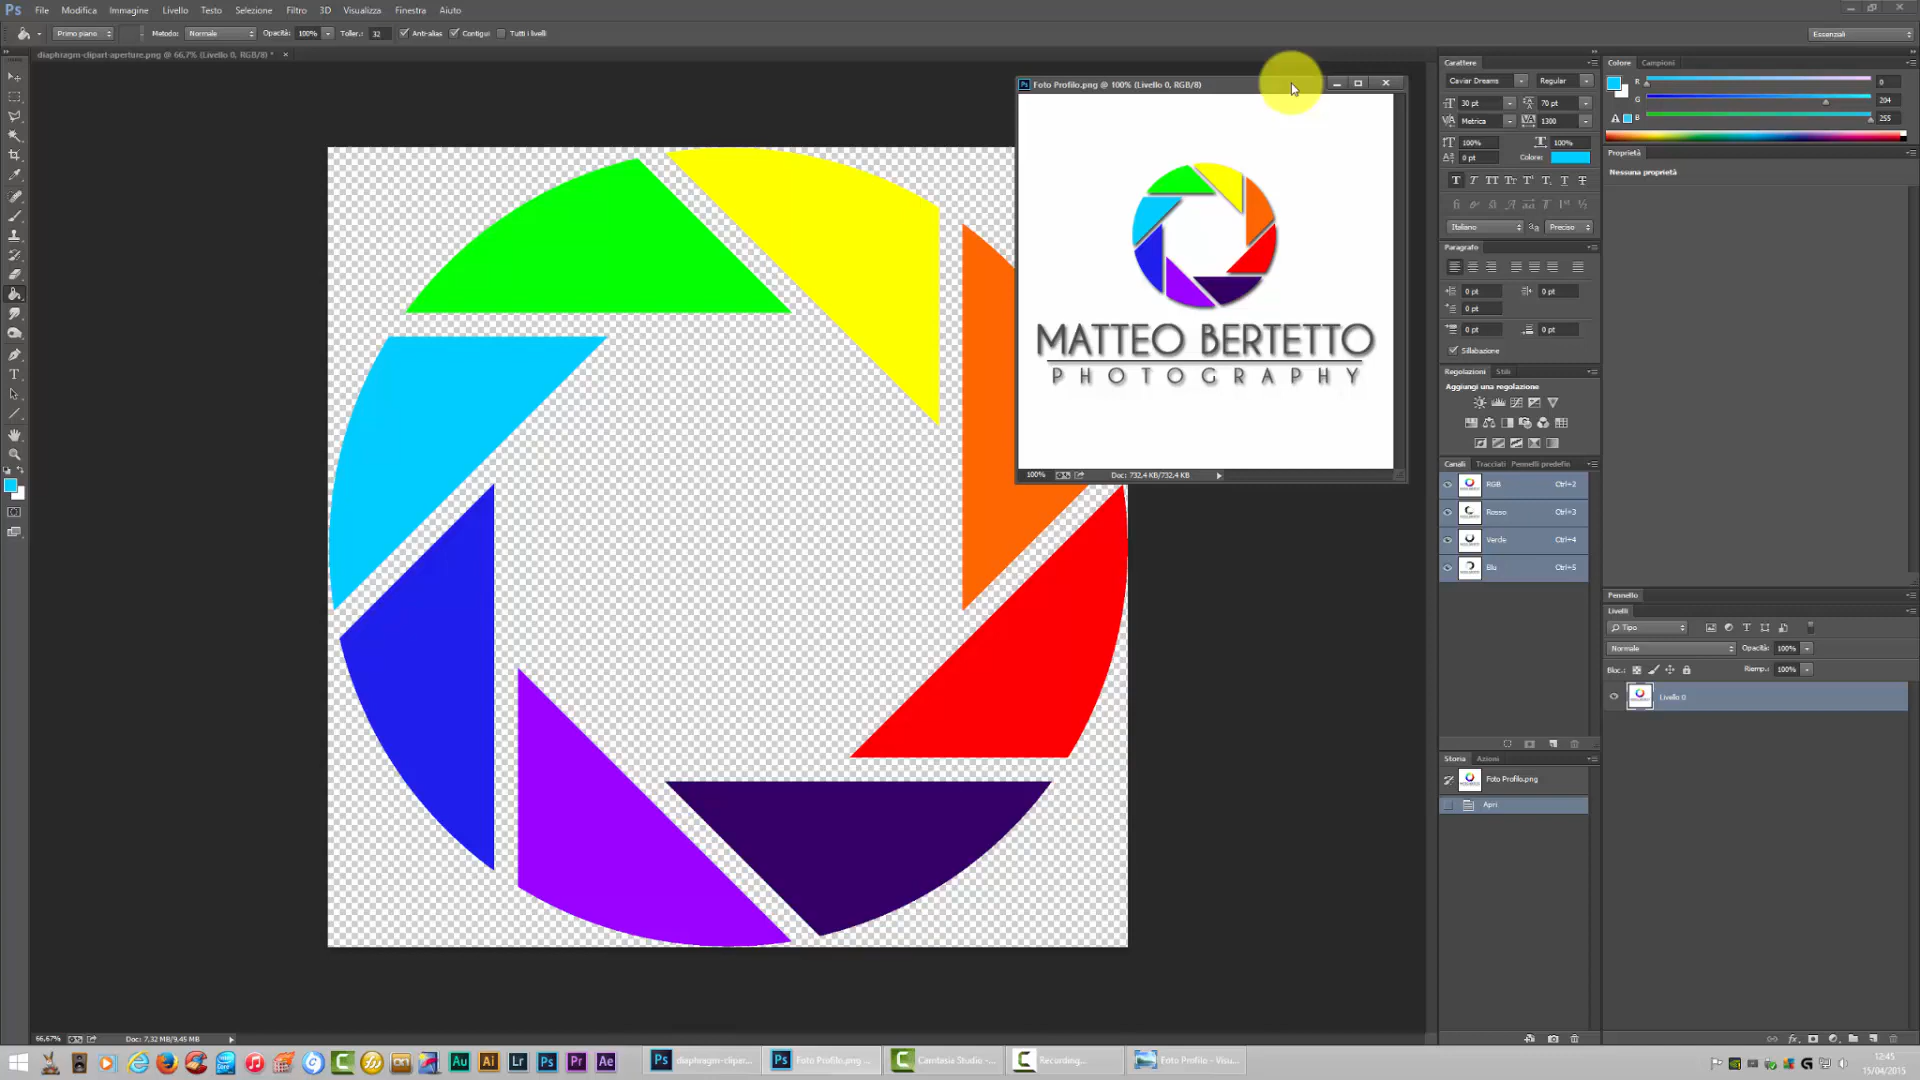 Ps File Modifica Immagine Livello Testo Selezione Filtro 3D Visualizza Finestra Aiuto
Primo piano Metodo: Normale Opacità: 100% Toller.: 32 Anti-alias Contigui Tutti i livelli Essenziali
diaphragm-clipart-aperture.png @ 66,7% (Livello 0, RGB/8) *
Foto Profilo.png @ 100% (Livello 0, RGB/8)
MATTEO BERTETTO
PHOTOGRAPHY
100% Doc: 732,4 KB/732,4 KB
Carattere
Caviar Dreams Regular
30 pt 70 pt
Metrica 1300
100% 100%
0 pt Colore:
Italiano Preciso
Paragrafo
0 pt 0 pt
0 pt
0 pt 0 pt
Sillabazione
Regolazioni Stili
Aggiungi una regolazione
Canali Tracciati Pennelli predefin
RGB Ctrl+2
Rosso Ctrl+3
Verde Ctrl+4
Blu Ctrl+5
Storia Azioni
Foto Profilo.png
Apri
Colore Campioni
R 0
G 204
B 255
Proprietà
Nessuna proprietà
Pennello
Livelli
Tipo
Normale Opacità: 100%
Bloc.: Riemp.: 100%
Livello 0
66,67% Doc: 7,32 MB/9,45 MB
Au Ai Lr Ps Pr Ae
Ps diaphragm-clipar...
Ps Foto Profilo.png ...
Camtasia Studio -...
Recording...
Foto Profilo - Visu...
12:45
15/04/2015